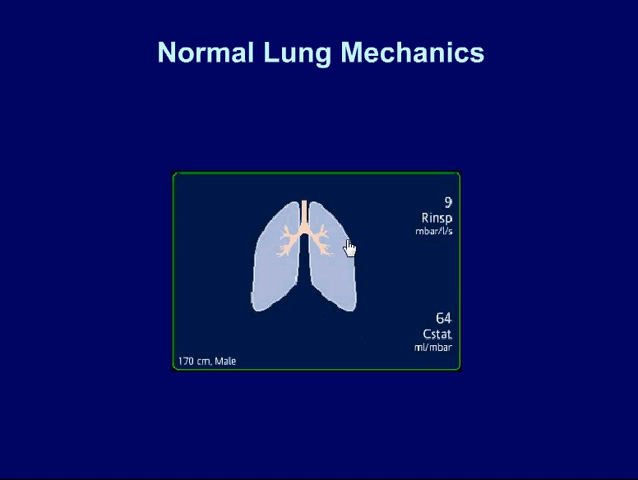 Normal Lung Mechanics
9
Rinsp
mbar/l/s
64
Cstat
ml/mbar
170 cm, Male